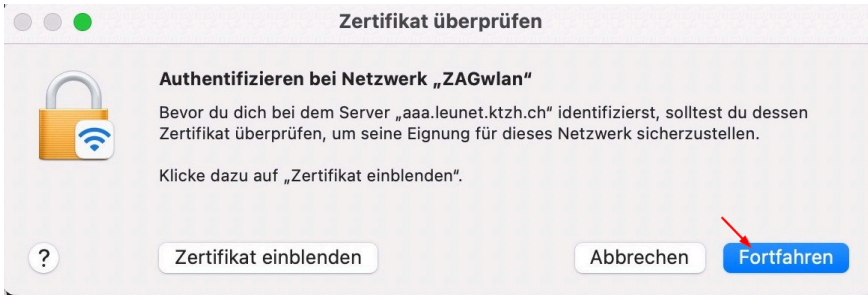 Zertifikat überprüfen
Authentifizieren bei Netzwerk „ZAGwlan“
Bevor du dich bei dem Server „aaa.leunet.ktzh.ch“ identifizierst, solltest du dessen
Zertifikat überprüfen, um seine Eignung für dieses Netzwerk sicherzustellen.
Klicke dazu auf „Zertifikat einblenden“.
? Zertifikat einblenden Abbrechen Fortfahren